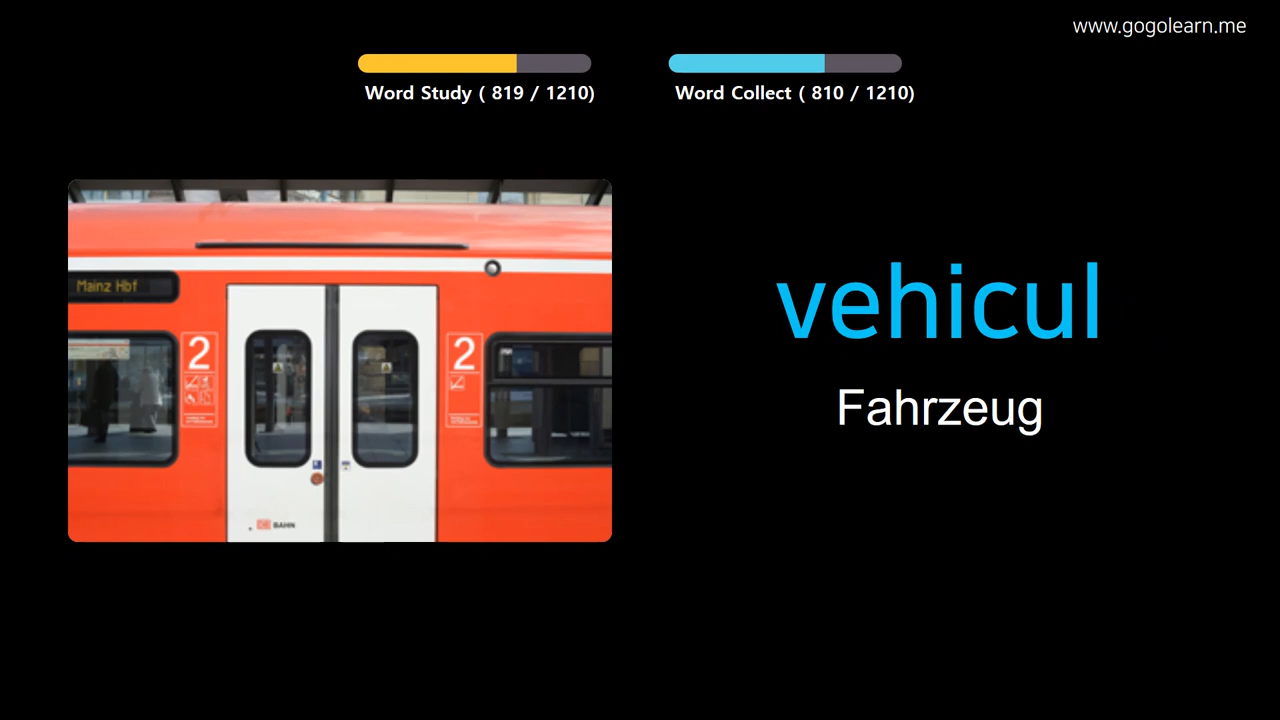 www.gogolearn.me
Word Study ( 819 / 1210)
Word Collect ( 810 / 1210)
Mainz Hbf
2
2
DB BAHN
vehicul
Fahrzeug